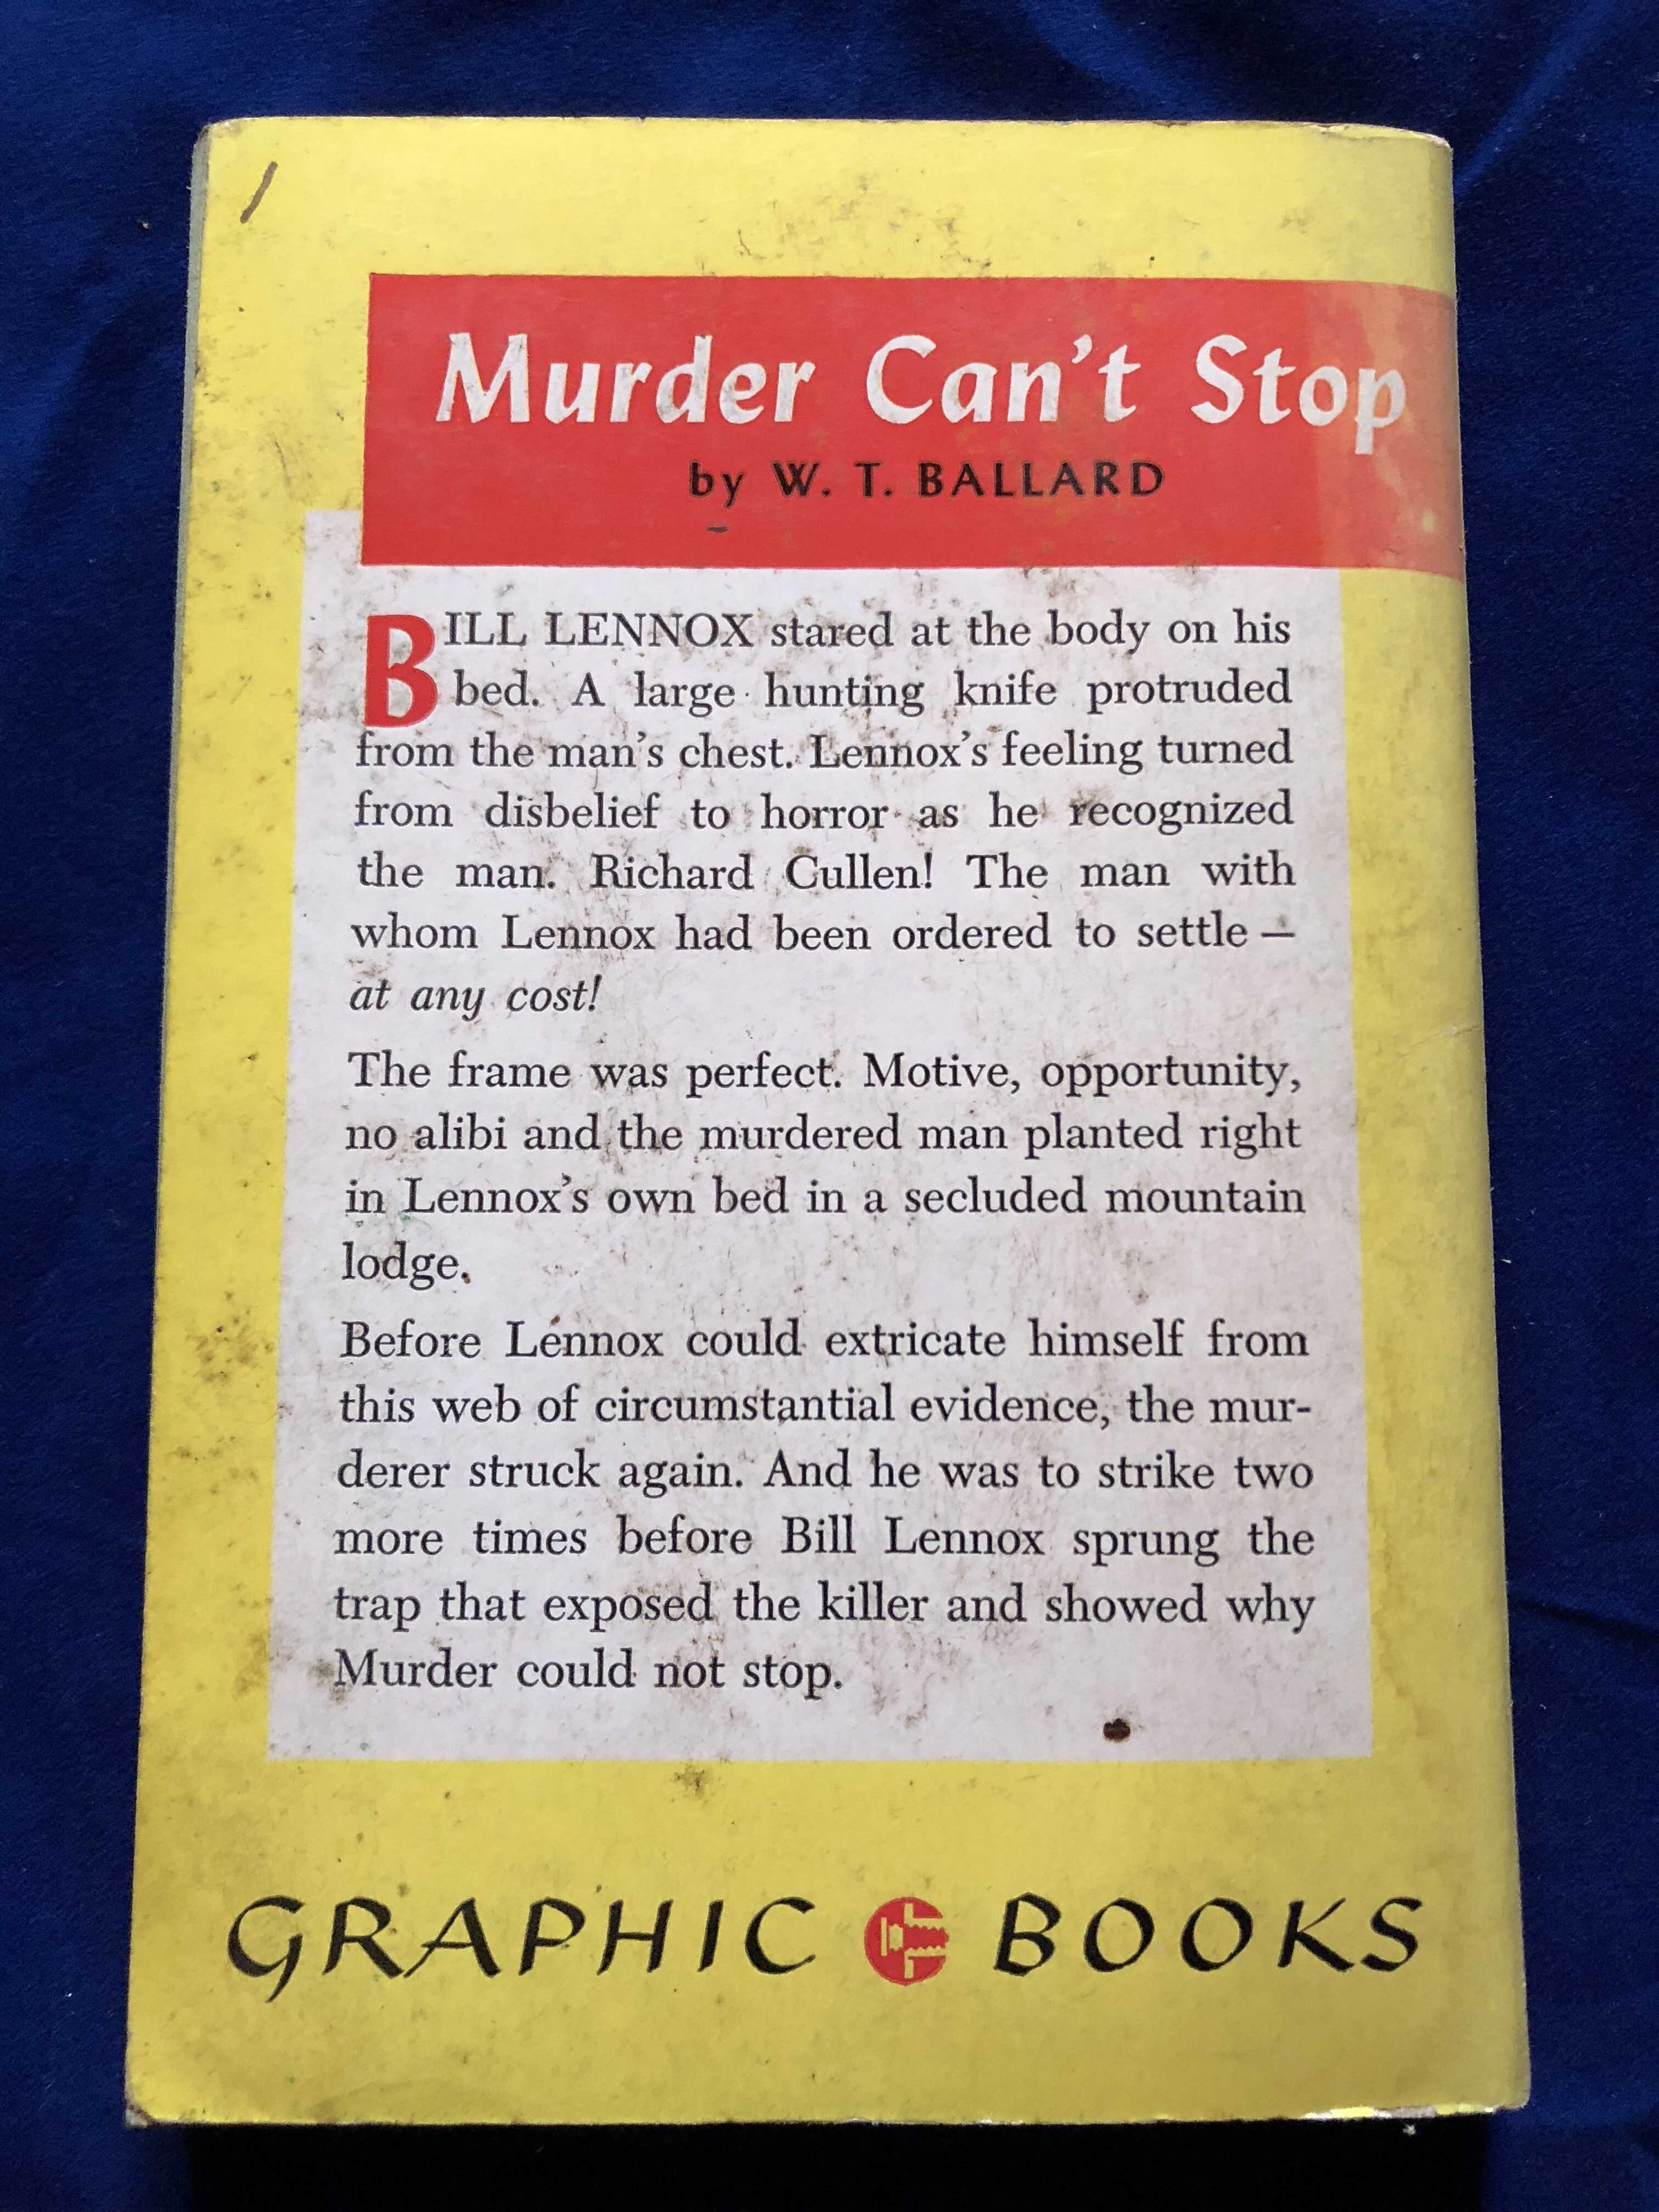 Murder Can't Stop
by W. T. BALLARD
BILL LENNOX stared at the body on his
bed. A large hunting knife protruded
from the man's chest. Lennox's feeling turned
from disbelief to horror as he recognized
the man. Richard Cullen! The man with
whom Lennox had been ordered to settle —
at any cost!
The frame was perfect. Motive, opportunity,
no alibi and the murdered man planted right
in Lennox's own bed in a secluded mountain
lodge.
Before Lennox could extricate himself from
this web of circumstantial evidence, the mur-
derer struck again. And he was to strike two
more times before Bill Lennox sprung the
trap that exposed the killer and showed why
Murder could not stop.
GRAPHIC BOOKS